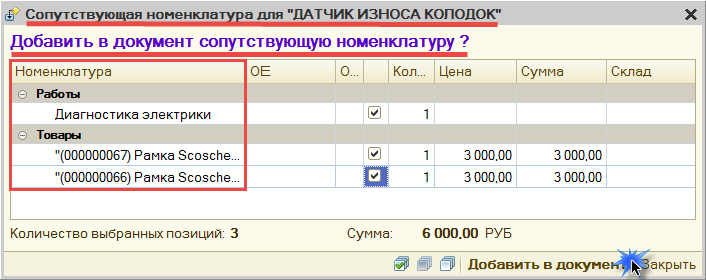 Сопутствующая номенклатура для "ДАТЧИК ИЗНОСА КОЛОДОК"
Добавить в документ сопутствующую номенклатуру ?
Номенклатура OE О... Кол... Цена Сумма Склад
Работы
Диагностика электрики 1
Товары
"(000000067) Рамка Scosche... 1 3 000,00 3 000,00
"(000000066) Рамка Scosche... 1 3 000,00 3 000,00
Количество выбранных позиций: 3 Сумма: 6 000,00 РУБ
Добавить в документ Закрыть